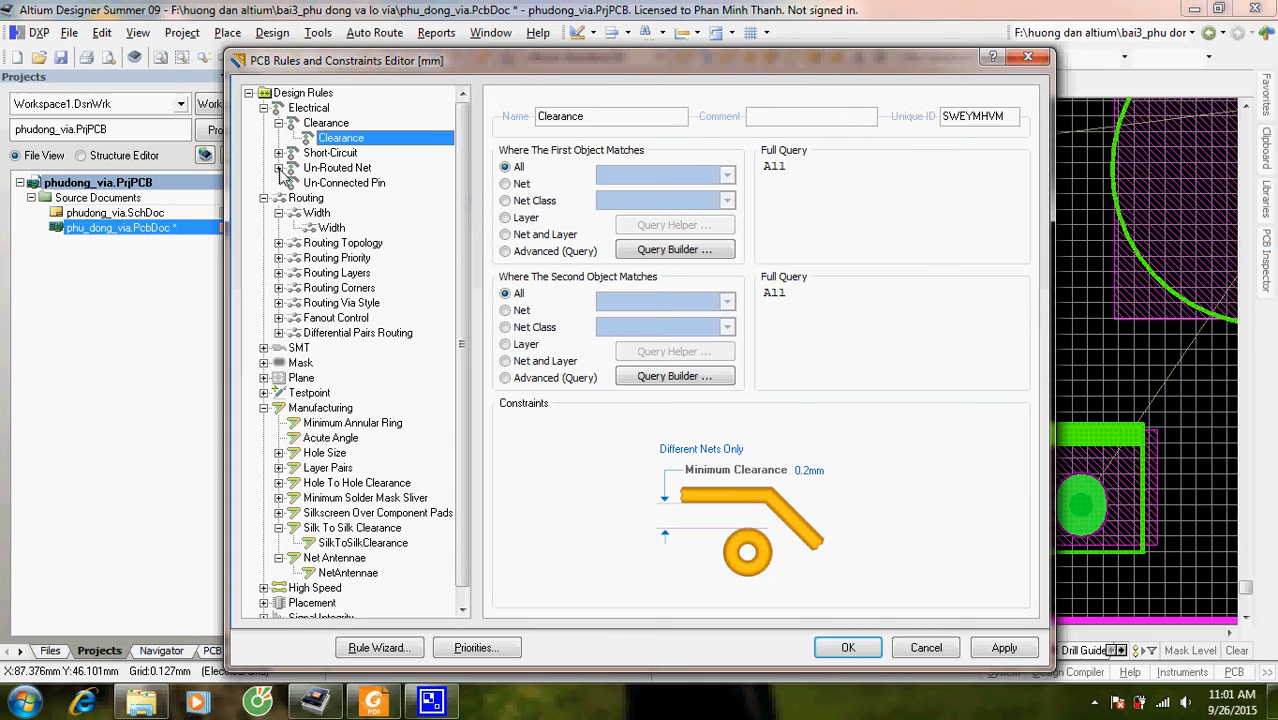 Altium Designer Summer 09 - F:\huong dan altium\bai3_phu dong va lo via\phu_dong_via.PcbDoc * - phudong_via.PrjPCB. Licensed to Phan Minh Thanh. Not signed in.
DXP File Edit View Project Place Design Tools Auto Route Reports Window Help
F:\huong dan altium\bai3_phu dor
Projects
Workspace1.DsnWrk Work
phudong_via.PrjPCB
File View Structure Editor
phudong_via.PrjPCB
Source Documents
phudong_via.SchDoc
phu_dong_via.PcbDoc *
Files Projects Navigator PCB
X:87.376mm Y:46.101mm Grid:0.127mm
PCB Rules and Constraints Editor [mm]
Design Rules
Electrical
Clearance
Clearance
Short-Circuit
Un-Routed Net
Un-Connected Pin
Routing
Width
Width
Routing Topology
Routing Priority
Routing Layers
Routing Corners
Routing Via Style
Fanout Control
Differential Pairs Routing
SMT
Mask
Plane
Testpoint
Manufacturing
Minimum Annular Ring
Acute Angle
Hole Size
Layer Pairs
Hole To Hole Clearance
Minimum Solder Mask Sliver
Silkscreen Over Component Pads
Silk To Silk Clearance
SilkToSilkClearance
Net Antennae
NetAntennae
High Speed
Placement
Name Clearance Comment Unique ID SWEYMHVM
Where The First Object Matches Full Query
All All
Net
Net Class
Layer Query Helper ...
Net and Layer
Advanced (Query) Query Builder ...
Where The Second Object Matches Full Query
All All
Net
Net Class
Layer Query Helper ...
Net and Layer
Advanced (Query) Query Builder ...
Constraints
Different Nets Only
Minimum Clearance 0.2mm
Rule Wizard... Priorities... OK Cancel Apply
Favorites
Clipboard
Libraries
PCB Inspector
Drill Guide Mask Level Clear
Design Compiler Help Instruments PCB >>
PDF
11:01 AM
9/26/2015